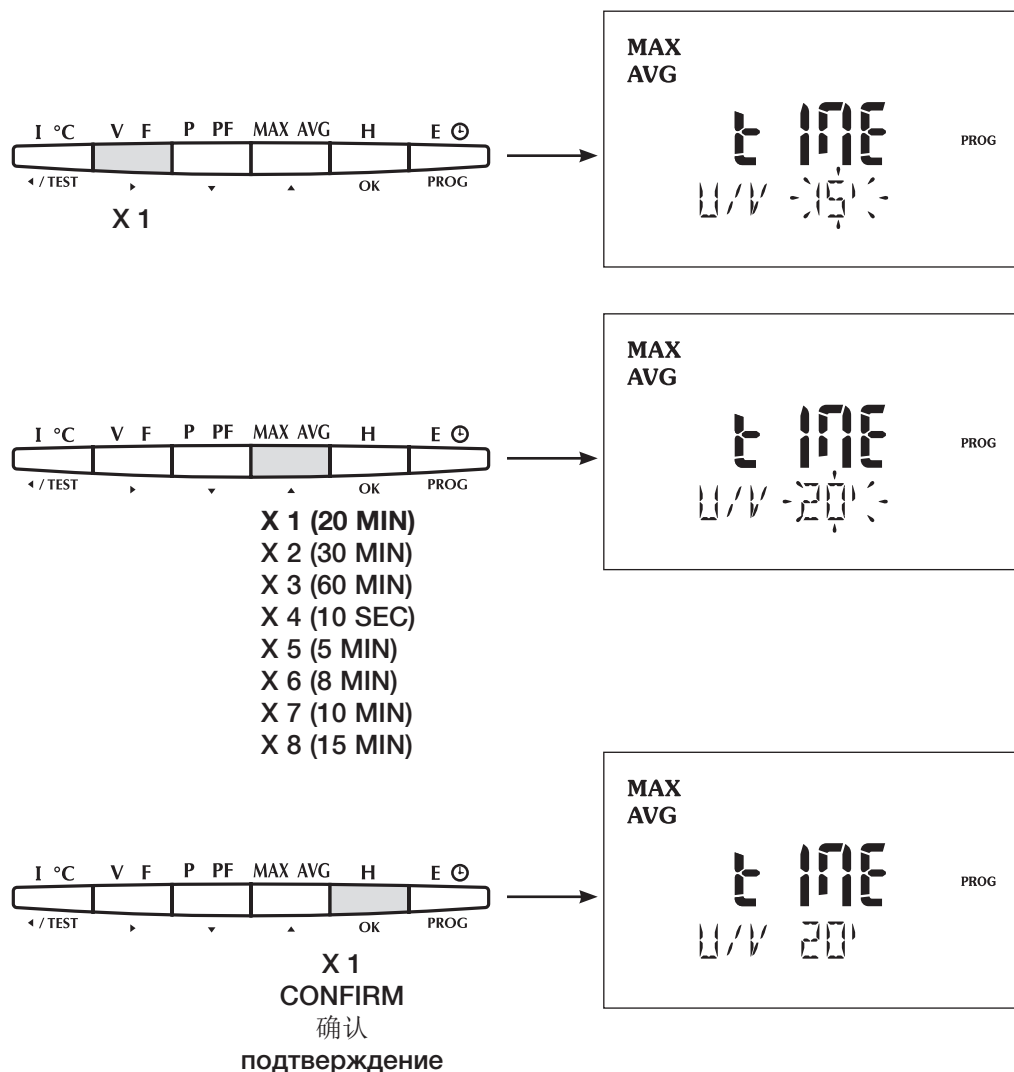 MAX
AVG
I °C V F P PF MAX AVG H E
t IME
PROG
◂ / TEST ▸ ▾ ▴ OK PROG
U/V 15'
X 1
MAX
AVG
I °C V F P PF MAX AVG H E
t IME
PROG
◂ / TEST ▸ ▾ ▴ OK PROG
U/V 20'
X 1 (20 MIN)
X 2 (30 MIN)
X 3 (60 MIN)
X 4 (10 SEC)
X 5 (5 MIN)
X 6 (8 MIN)
X 7 (10 MIN)
X 8 (15 MIN)
MAX
AVG
I °C V F P PF MAX AVG H E
t IME
PROG
◂ / TEST ▸ ▾ ▴ OK PROG
U/V 20'
X 1
CONFIRM
确认
подтверждение